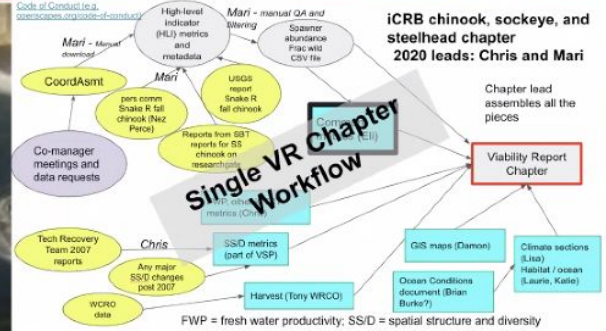 Code of Conduct (e.g.
openscapes.org/code-of-conduct)
High-level
indicator
(HLI) metrics
and
metadata
Mari - manual QA and
filtering
Spawner
abundance
Frac wild
CSV file
iCRB chinook, sockeye, and
steelhead chapter
2020 leads: Chris and Mari
Mari - Manual
download
CoordAsmt
Mari
pers comm
Snake R
fall chinook
(Nez
Perce)
USGS
report
Snake R
fall chinook
Reports from SBT
reports for SS
chinook on
researchgate
Co-manager
meetings and
data requests
(Eli)
Chapter lead
assembles all the
pieces
Viability Report
Chapter
Single VR Chapter
Workflow
metrics (Chris)
Tech Recovery
Team 2007
reports
Chris
SS/D metrics
(part of VSP)
Any major
SS/D changes
post 2007
WCRO
data
Harvest (Tony WRCO)
GIS maps (Damon)
Ocean Conditions
document (Brian
Burke?)
Climate sections
(Lisa)
Habitat / ocean
(Laurie, Katie)
FWP = fresh water productivity; SS/D = spatial structure and diversity